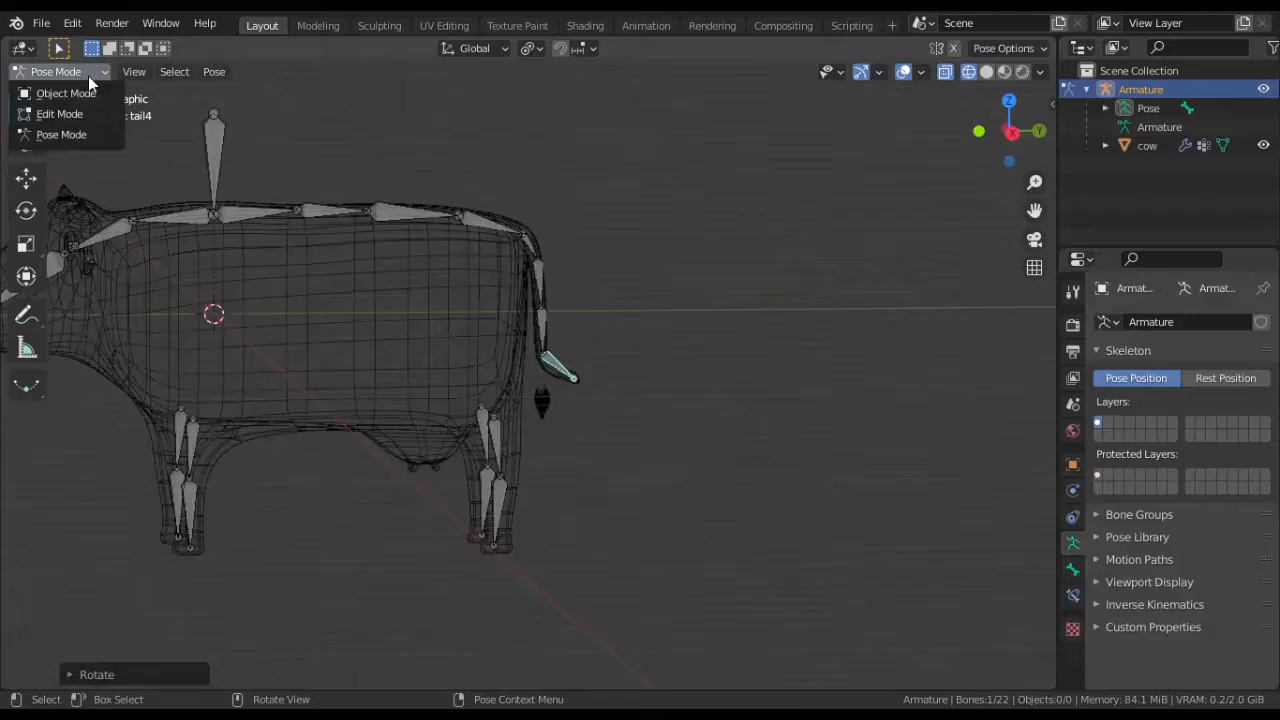 File Edit Render Window Help Layout Modeling Sculpting UV Editing Texture Paint Shading Animation Rendering Compositing Scripting + Scene View Layer
Global Pose Options
Pose Mode View Select Pose
Object Mode
Edit Mode
Pose Mode
graphic
: tail4
Z
X
Y
Scene Collection
Armature
Pose
Armature
cow
Armat... Armat...
Armature
Skeleton
Pose Position Rest Position
Layers:
Protected Layers:
Bone Groups
Pose Library
Motion Paths
Viewport Display
Inverse Kinematics
Custom Properties
Rotate
Select Box Select Rotate View Pose Context Menu Armature | Bones:1/22 | Objects:0/0 | Memory: 84.1 MiB | VRAM: 0.2/2.0 GiB